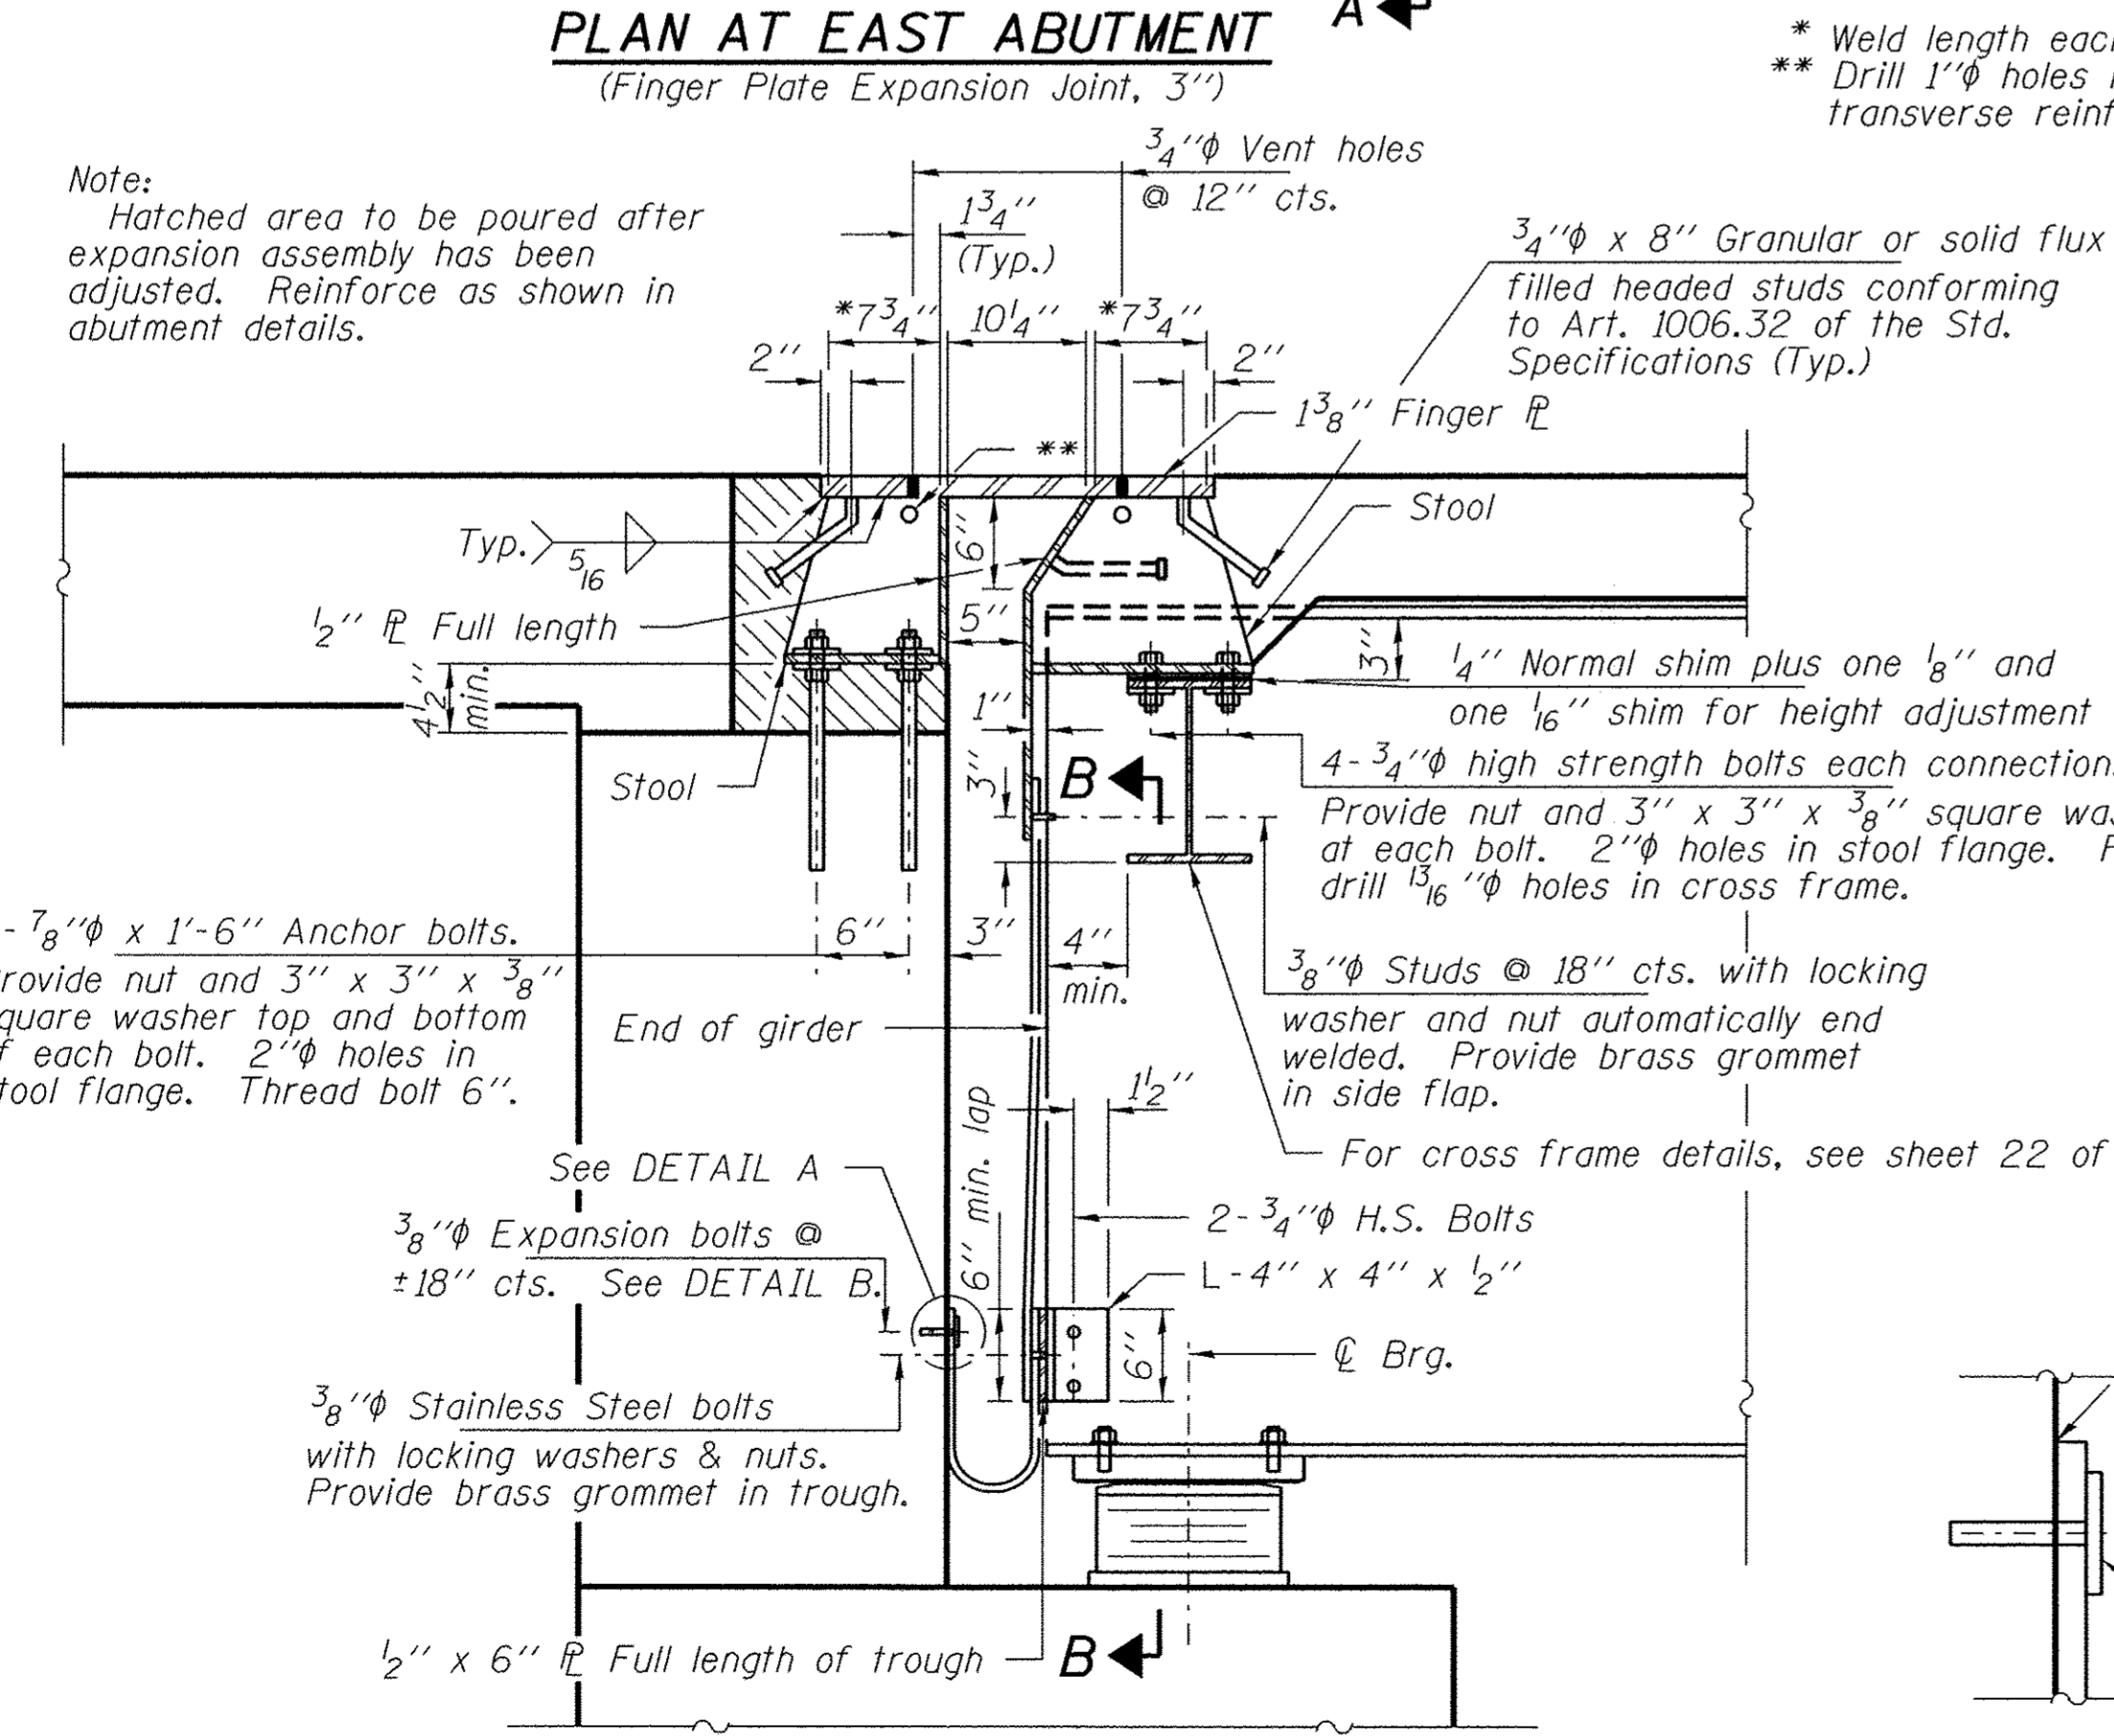 PLAN AT EAST ABUTMENT
(Finger Plate Expansion Joint, 3")
A
* Weld length each
** Drill 1"φ holes
transverse reinf
Note:
Hatched area to be poured after
expansion assembly has been
adjusted. Reinforce as shown in
abutment details.
3/4"φ Vent holes
@ 12" cts.
1 3/4"
(Typ.)
*7 3/4"
10 1/4"
*7 3/4"
2"
2"
3/4"φ x 8" Granular or solid flux
filled headed studs conforming
to Art. 1006.32 of the Std.
Specifications (Typ.)
1 3/8" Finger ℙL
**
Stool
Typ.
5/16
6"
1/2" ℙL Full length
5"
3"
4 1/2"
min.
1/4" Normal shim plus one 1/8" and
one 1/16" shim for height adjustment
1"
3"
B
Stool
4- 3/4"φ high strength bolts each connection.
Provide nut and 3" x 3" x 3/8" square was
at each bolt. 2"φ holes in stool flange. F
drill 13/16"φ holes in cross frame.
- 7/8"φ x 1'-6" Anchor bolts.
rovide nut and 3" x 3" x 3/8"
quare washer top and bottom
f each bolt. 2"φ holes in
tool flange. Thread bolt 6".
6"
3"
4"
min.
3/8"φ Studs @ 18" cts. with locking
washer and nut automatically end
welded. Provide brass grommet
in side flap.
End of girder
1 1/2"
6" min. lap
For cross frame details, see sheet 22 of
See DETAIL A
2- 3/4"φ H.S. Bolts
3/8"φ Expansion bolts @
±18" cts. See DETAIL B.
L-4" x 4" x 1/2"
6"
℄ Brg.
3/8"φ Stainless Steel bolts
with locking washers & nuts.
Provide brass grommet in trough.
1/2" x 6" ℙL Full length of trough
B